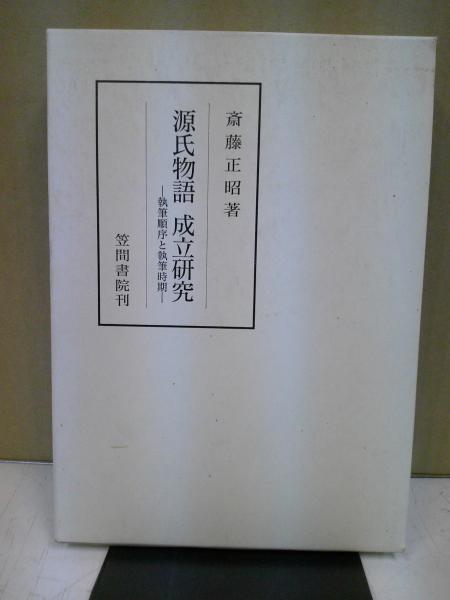 斎藤正昭著
源氏物語 成立研究
―執筆順序と執筆時期―
笠間書院刊